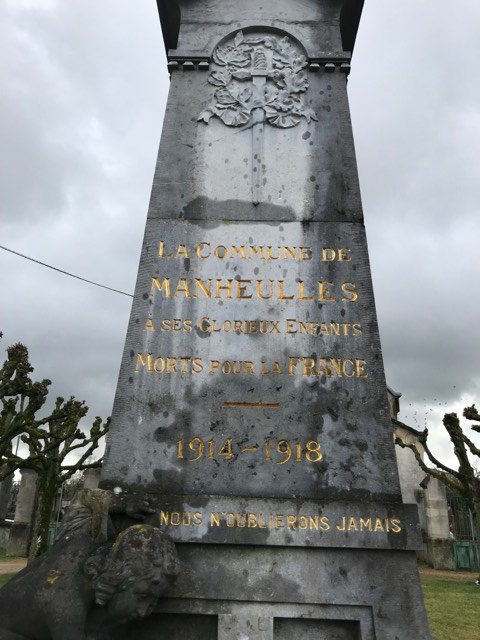 LA COMMUNE DE
MANHEULLES
À SES GLORIEUX ENFANTS
MORTS POUR LA FRANCE
1914-1918
NOUS N'OUBLIERONS JAMAIS